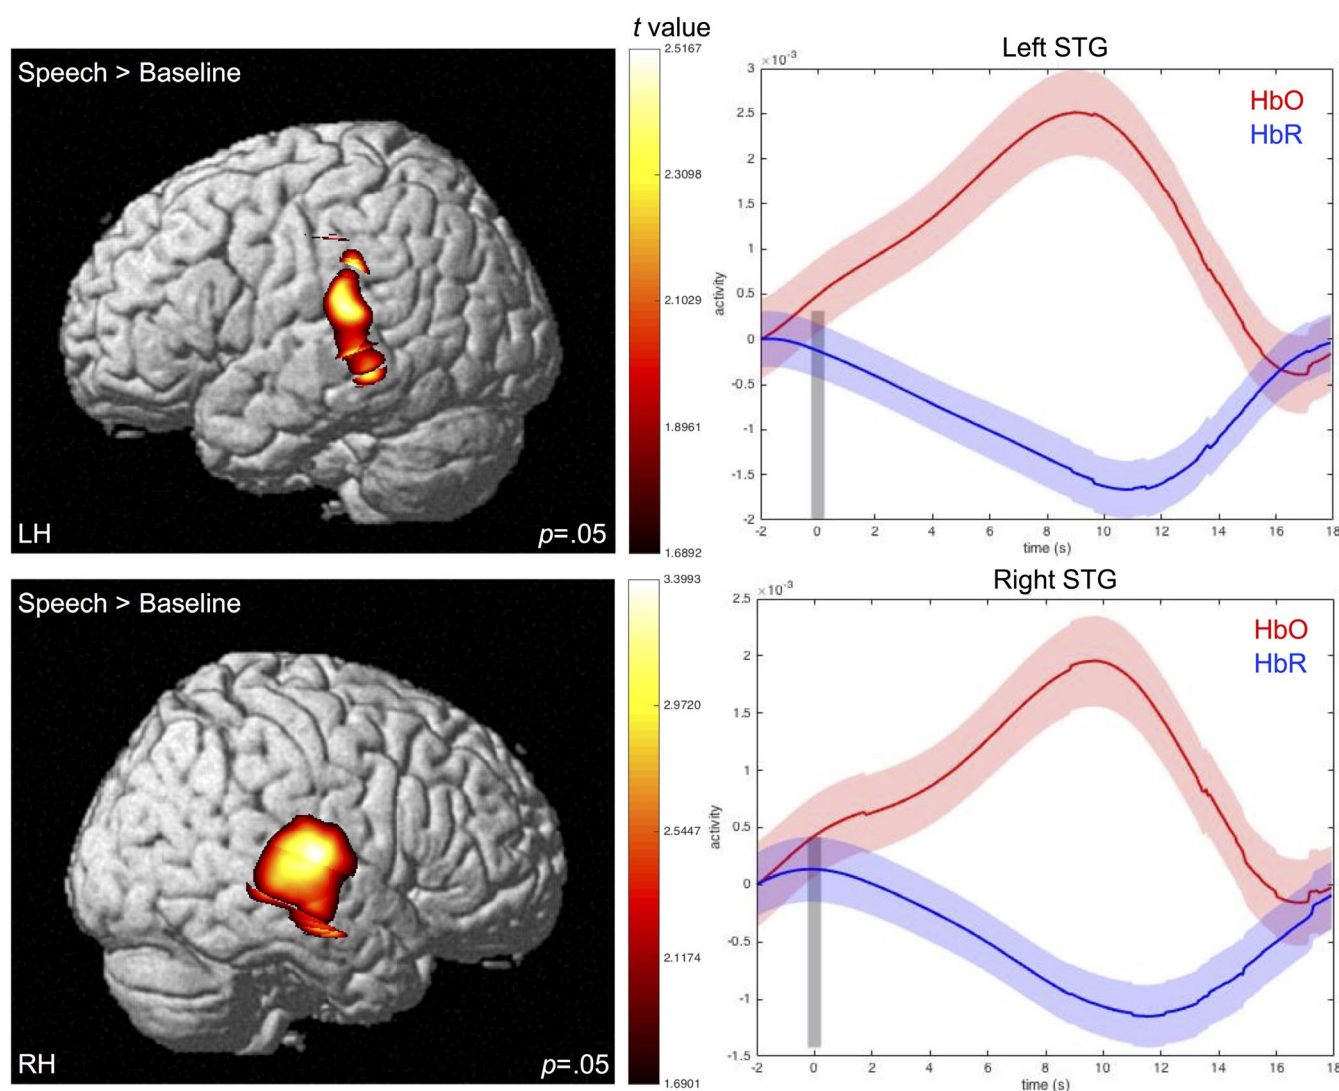 t value
Speech > Baseline
LH
p=.05
2.5167
2.3098
2.1029
1.8961
1.6892
Left STG
×10-3
HbO
HbR
3
2.5
2
1.5
1
0.5
0
-0.5
-1
-1.5
-2
activity
-2 0 2 4 6 8 10 12 14 16 18
time (s)
Speech > Baseline
RH
p=.05
3.3993
2.9720
2.5447
2.1174
1.6901
Right STG
×10-3
HbO
HbR
2.5
2
1.5
1
0.5
0
-0.5
-1
-1.5
activity
-2 0 2 4 6 8 10 12 14 16 18
time (s)